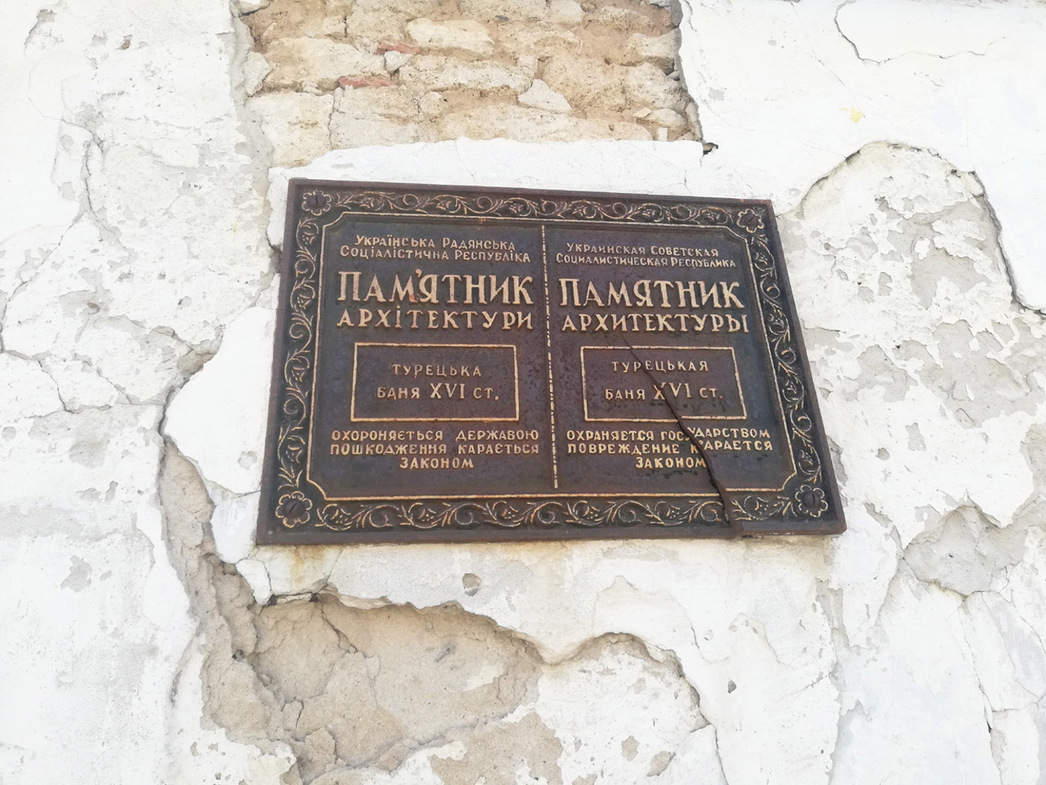 Українська Радянська
Соціалістична Республіка
Пам'ятник
архітектури
турецька
баня XVI ст.
охороняється державою
пошкодження карається
законом
Украинская Советская
Социалистическая Республика
Памятник
архитектуры
турецькая
баня XVI ст.
охраняется государством
повреждение карается
законом